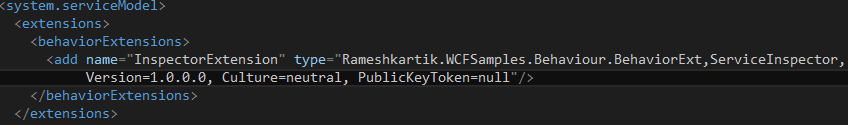 <system.serviceModel>
<extensions>
<behaviorExtensions>
<add name="InspectorExtension" type="Rameshkartik.WCFSamples.Behaviour.BehaviorExt,ServiceInspector,
Version=1.0.0.0, Culture=neutral, PublicKeyToken=null"/>
</behaviorExtensions>
</extensions>